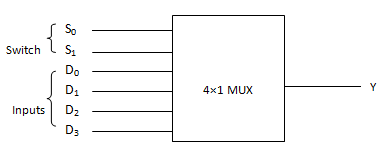 S₀
Switch
S₁
D₀
D₁
4×1 MUX
Y
Inputs
D₂
D₃